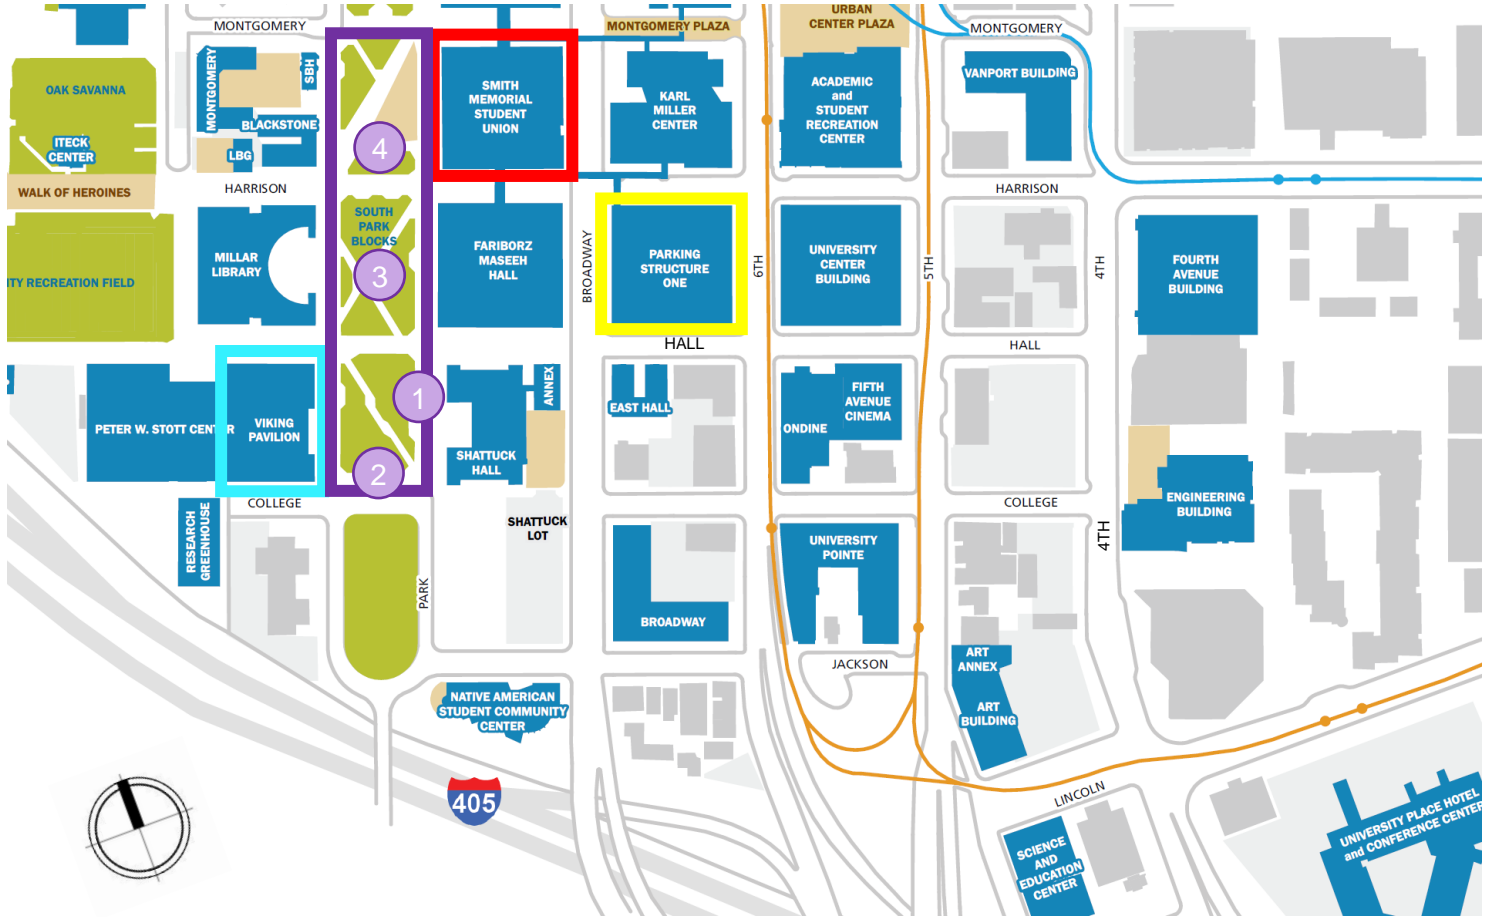 MONTGOMERY
MONTGOMERY PLAZA
URBAN
CENTER PLAZA
MONTGOMERY
OAK SAVANNA
ITECK
CENTER
WALK OF HEROINES
MONTGOMERY
SBH
BLACKSTONE
LBG
HARRISON
4
SMITH
MEMORIAL
STUDENT
UNION
KARL
MILLER
CENTER
ACADEMIC
and
STUDENT
RECREATION
CENTER
VANPORT BUILDING
HARRISON
ITY RECREATION FIELD
MILLAR
LIBRARY
SOUTH
PARK
BLOCKS
3
FARIBORZ
MASEEH
HALL
BROADWAY
PARKING
STRUCTURE
ONE
6TH
UNIVERSITY
CENTER
BUILDING
5TH
4TH
FOURTH
AVENUE
BUILDING
HALL
HALL
PETER W. STOTT CENTER
VIKING
PAVILION
1
2
ANNEX
SHATTUCK
HALL
EAST HALL
ONDINE
FIFTH
AVENUE
CINEMA
COLLEGE
COLLEGE
RESEARCH
GREENHOUSE
SHATTUCK
LOT
UNIVERSITY
POINTE
4TH
ENGINEERING
BUILDING
PARK
BROADWAY
JACKSON
ART
ANNEX
ART
BUILDING
NATIVE AMERICAN
STUDENT COMMUNITY
CENTER
405
LINCOLN
SCIENCE
AND
EDUCATION
CENTER
UNIVERSITY PLACE HOTEL
and CONFERENCE CENTER